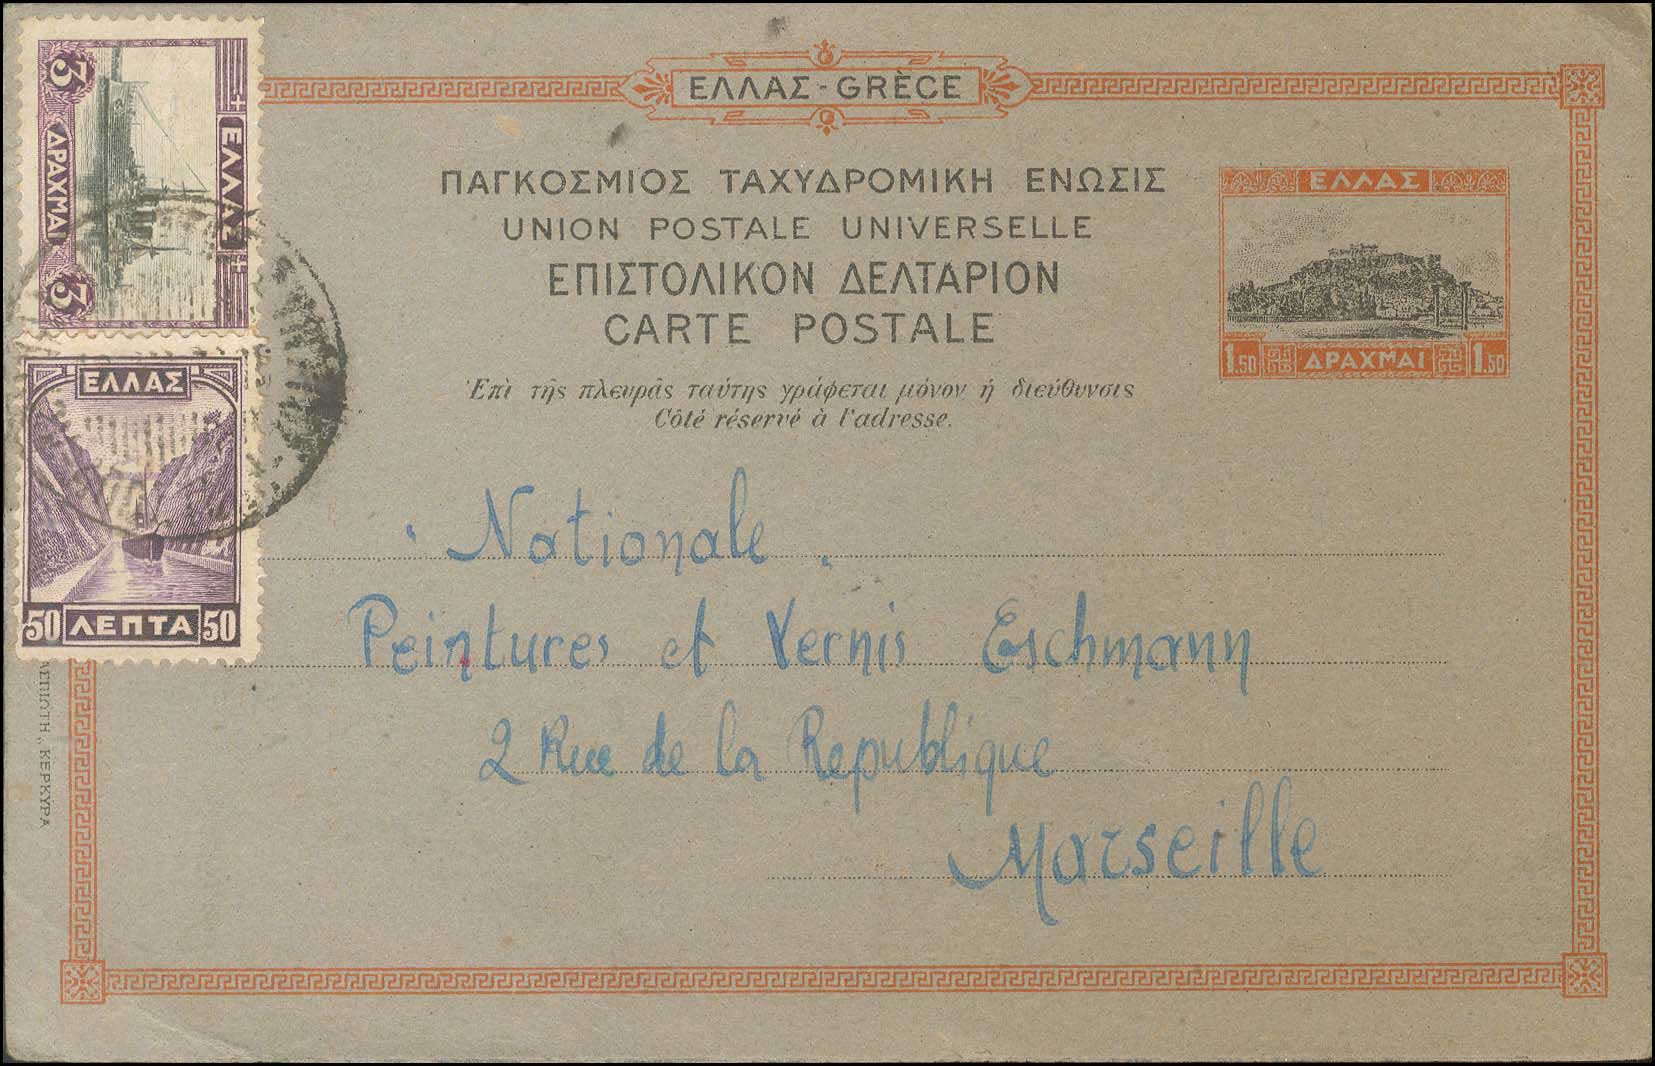 ΕΛΛΑΣ - GRÈCE
ΠΑΓΚΟΣΜΙΟΣ ΤΑΧΥΔΡΟΜΙΚΗ ΕΝΩΣΙΣ
UNION POSTALE UNIVERSELLE
ΕΠΙΣΤΟΛΙΚΟΝ ΔΕΛΤΑΡΙΟΝ
CARTE POSTALE
Ἐπὶ τῆς πλευρᾶς ταύτης γράφεται μόνον ἡ διεύθυνσις
Côté réservé à l'adresse.
ΕΛΛΑΣ
1.50 ΔΡΑΧΜΑΙ 1.50
3 ΔΡΑΧΜΑΙ 3
ΕΛΛΑΣ
ΕΛΛΑΣ
50 ΛΕΠΤΑ 50
Nationale
Peintures et Vernis Eschmann
2 Rue de la Republique
Marseille
ΚΕΡΚΥΡΑ